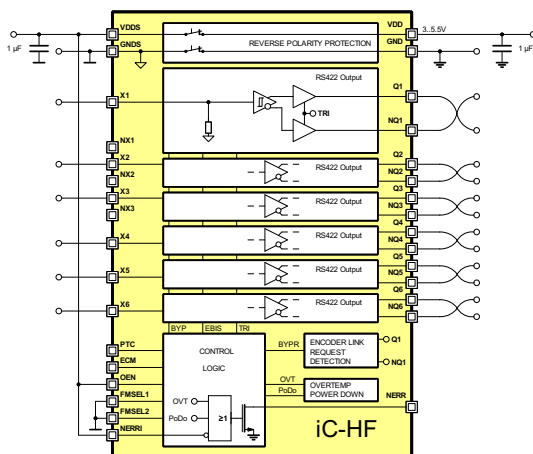 VDDS
VDD
3..5.5V
1 µF
GNDS
REVERSE POLARITY PROTECTION
GND
1 µF
RS422 Output
X1
Q1
TRI
NQ1
NX1
X2
RS422 Output
Q2
NX2
NQ2
X3
RS422 Output
Q3
NX3
NQ3
X4
RS422 Output
Q4
NQ4
X5
RS422 Output
Q5
NQ5
X6
RS422 Output
Q6
NQ6
BYP
EBIS
TRI
PTC
CONTROL
LOGIC
BYPR
ENCODER LINK
REQUEST
DETECTION
Q1
NQ1
ECM
OEN
OVT
PoDo
OVERTEMP
POWER DOWN
NERR
FMSEL1
OVT
FMSEL2
PoDo
≥1
NERRI
iC-HF